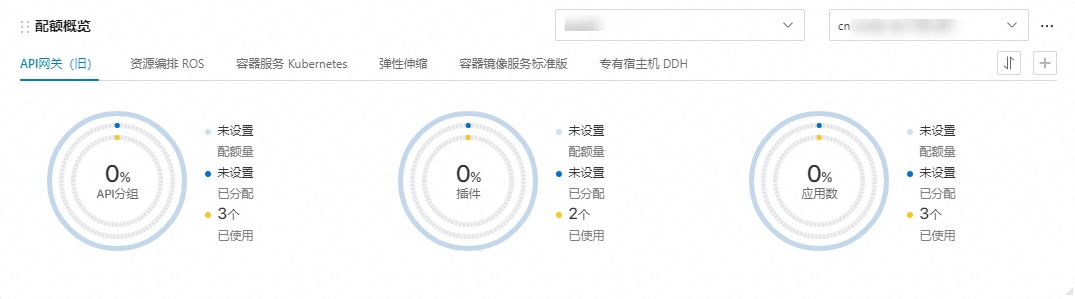 配额概览
cn
API网关（旧） 资源编排 ROS 容器服务 Kubernetes 弹性伸缩 容器镜像服务标准版 专有宿主机 DDH
0%
API分组
未设置
配额量
未设置
已分配
3个
已使用
0%
插件
未设置
配额量
未设置
已分配
2个
已使用
0%
应用数
未设置
配额量
未设置
已分配
3个
已使用